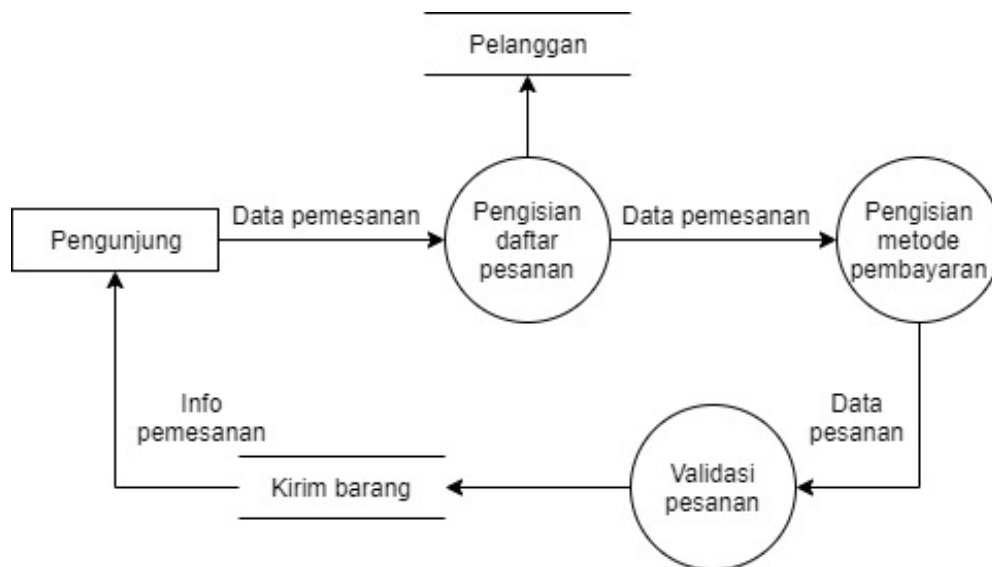 Pelanggan
Pengunjung
Data pemesanan
Pengisian
daftar
pesanan
Data pemesanan
Pengisian
metode
pembayaran
Info
pemesanan
Kirim barang
Validasi
pesanan
Data
pesanan